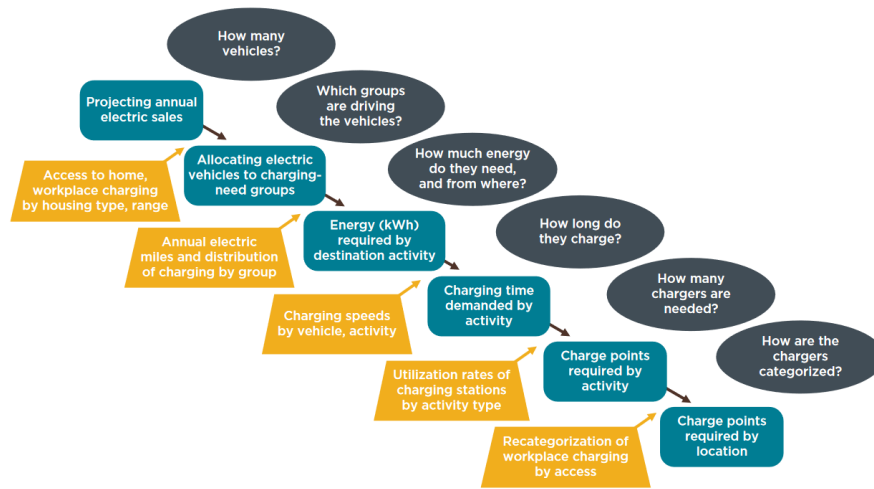 How many
vehicles?
Projecting annual
electric sales
Which groups
are driving
the vehicles?
Access to home,
workplace charging
by housing type, range
Allocating electric
vehicles to charging-
need groups
How much energy
do they need,
and from where?
Annual electric
miles and distribution
of charging by group
Energy (kWh)
required by
destination activity
How long do
they charge?
Charging speeds
by vehicle, activity
Charging time
demanded by
activity
How many
chargers are
needed?
Utilization rates of
charging stations
by activity type
Charge points
required by
activity
How are the
chargers
categorized?
Recategorization of
workplace charging
by access
Charge points
required by
location